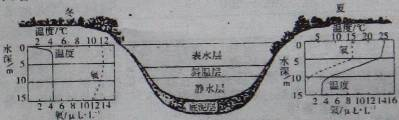 冬
夏
温度/℃
2 4 6 8 10 12
水深/m
0
5
10
15
温度
氧
2 4 6 8 10 12 14
氧/μL·L⁻¹
表水层
斜温层
静水层
底泥层
温度/℃
5 10 15 20 25
水深/m
0
5
10
15
氧
温度
2 4 6 8 10 12 14 16
氧/μL·L⁻¹